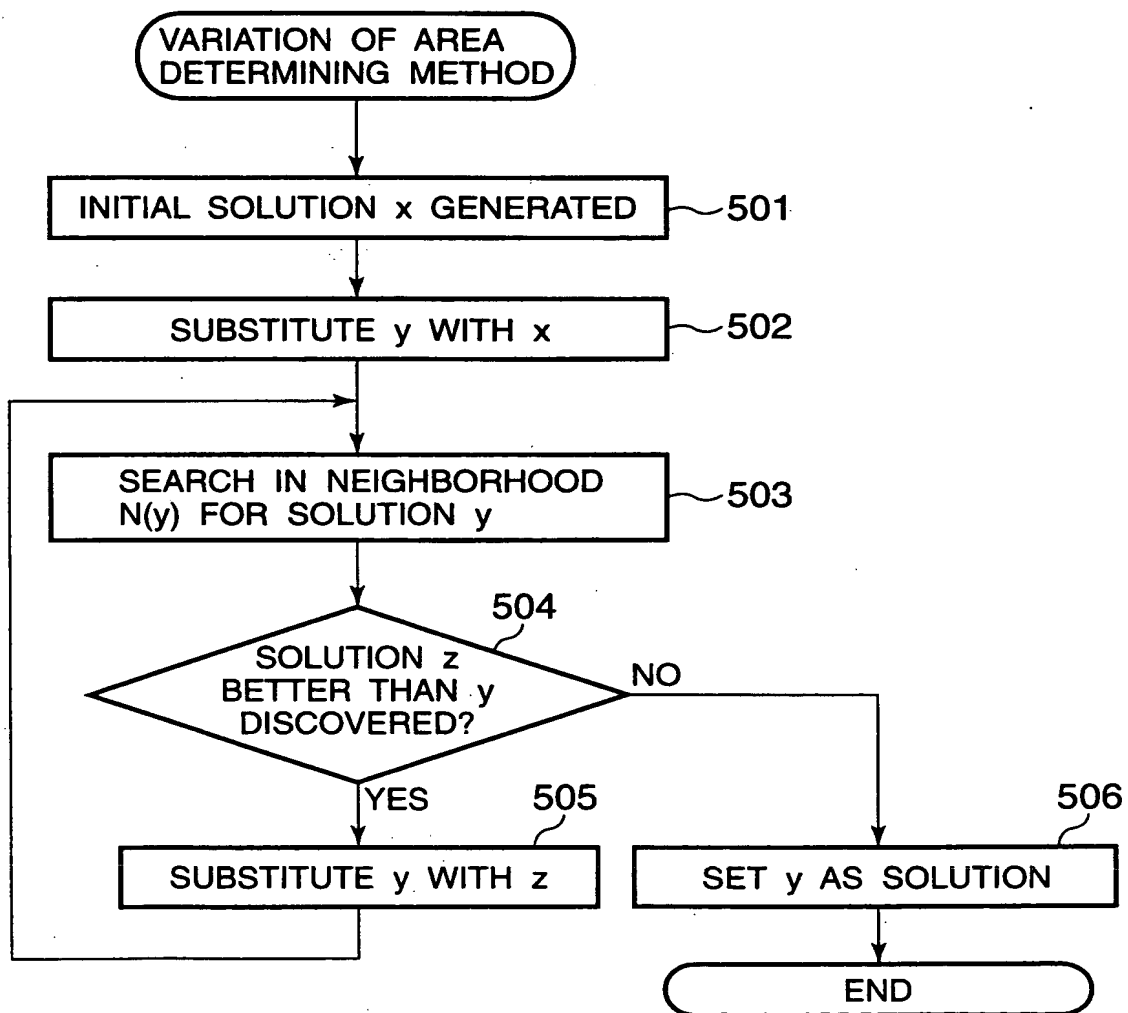 VARIATION OF AREA
DETERMINING METHOD
INITIAL SOLUTION x GENERATED
501
SUBSTITUTE y WITH x
502
SEARCH IN NEIGHBORHOOD
N(y) FOR SOLUTION y
503
504
SOLUTION z
BETTER THAN y
DISCOVERED?
NO
YES
505
SUBSTITUTE y WITH z
506
SET y AS SOLUTION
END